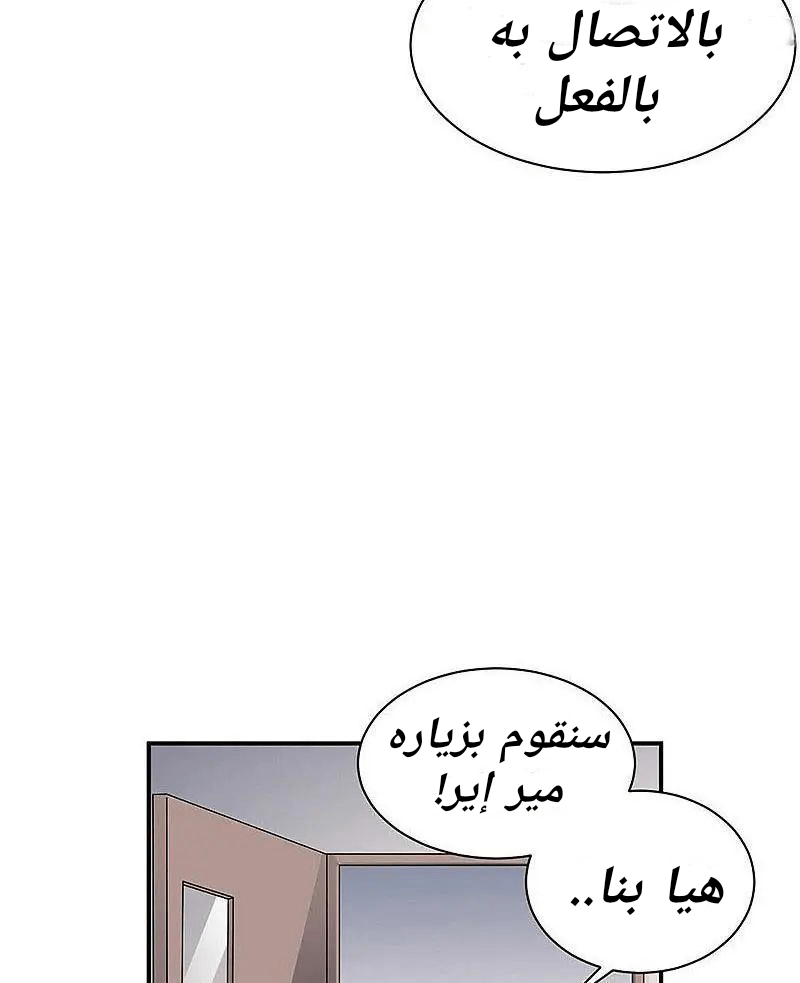 بالاتصال به
بالفعل
سنقوم بزياره
مير إير!
هيا بنا..